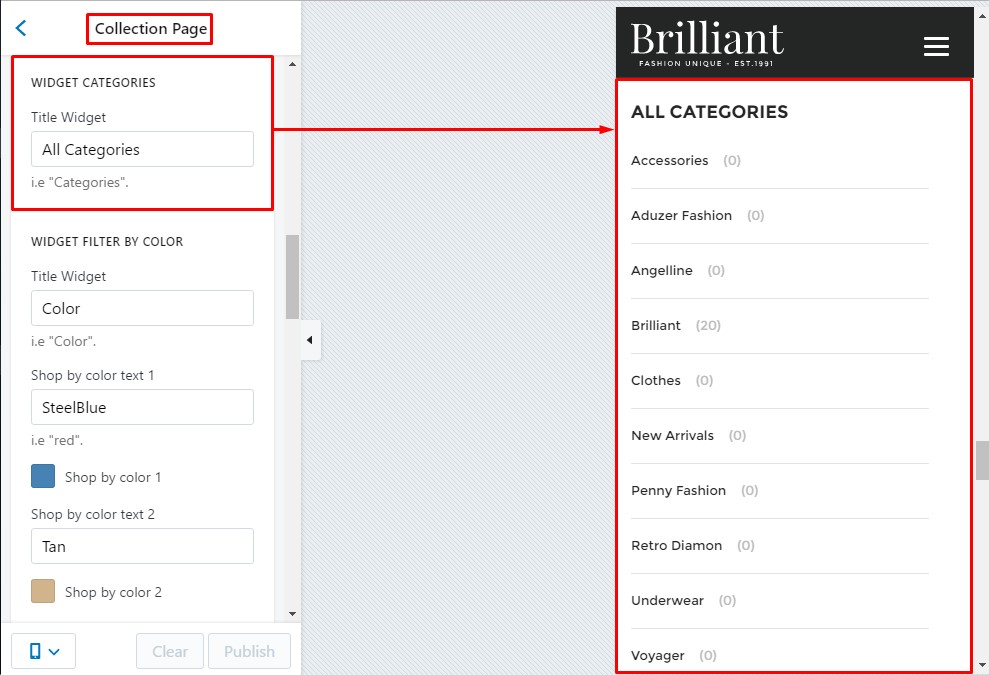 Collection Page
WIDGET CATEGORIES
Title Widget
All Categories
i.e "Categories".
WIDGET FILTER BY COLOR
Title Widget
Color
i.e "Color".
Shop by color text 1
SteelBlue
i.e "red".
Shop by color 1
Shop by color text 2
Tan
Shop by color 2
Clear Publish
Brilliant
FASHION UNIQUE - EST.1991
ALL CATEGORIES
Accessories (0)
Aduzer Fashion (0)
Angelline (0)
Brilliant (20)
Clothes (0)
New Arrivals (0)
Penny Fashion (0)
Retro Diamon (0)
Underwear (0)
Voyager (0)